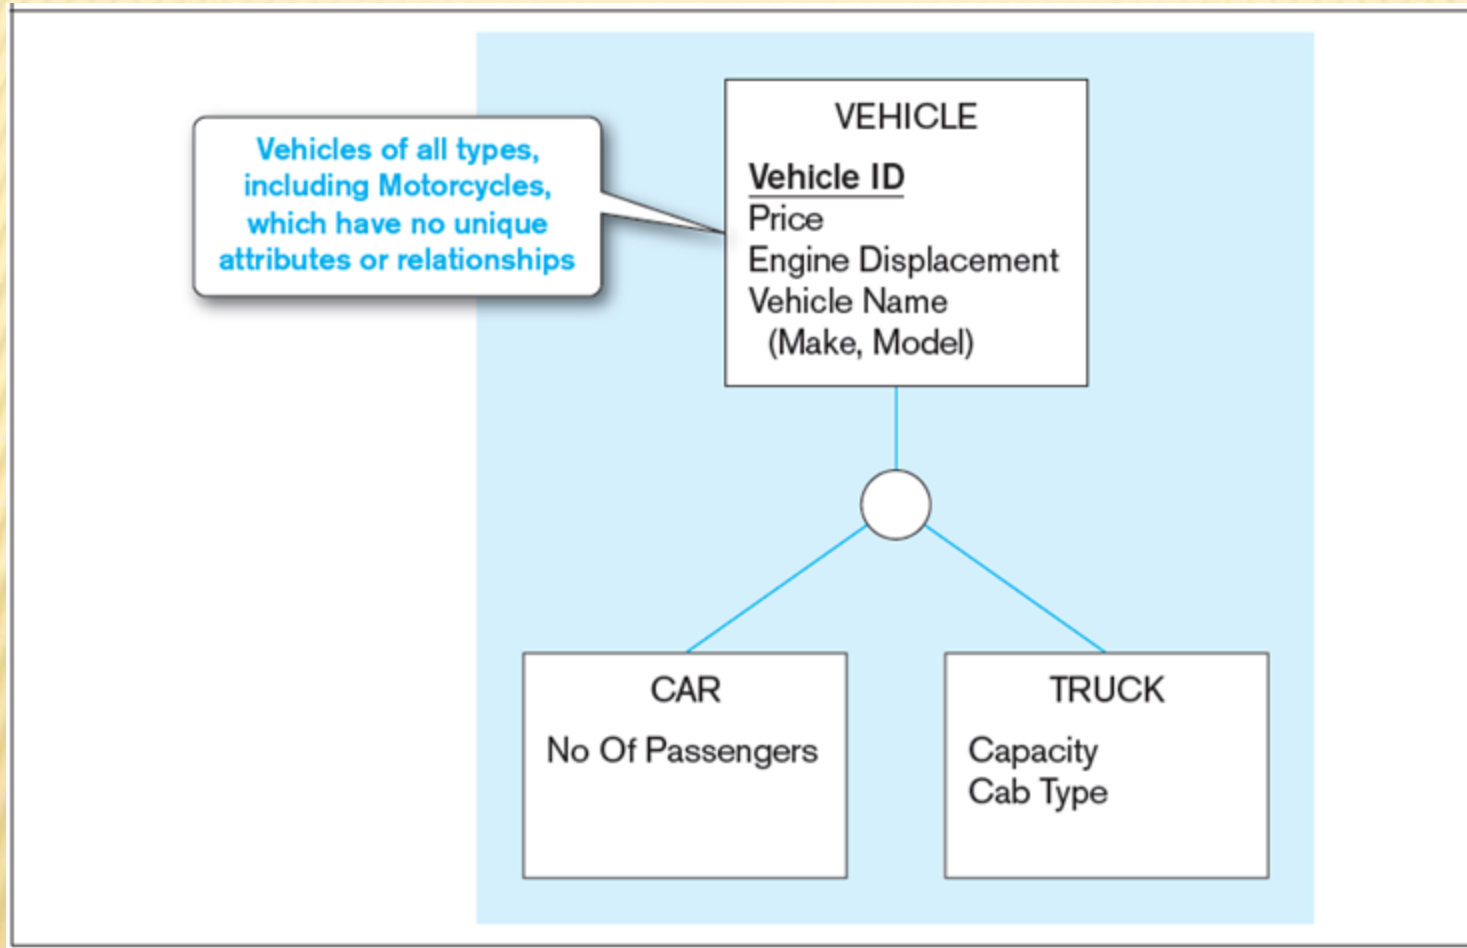 Vehicles of all types,
including Motorcycles,
which have no unique
attributes or relationships
VEHICLE
Vehicle ID
Price
Engine Displacement
Vehicle Name
(Make, Model)
CAR
No Of Passengers
TRUCK
Capacity
Cab Type